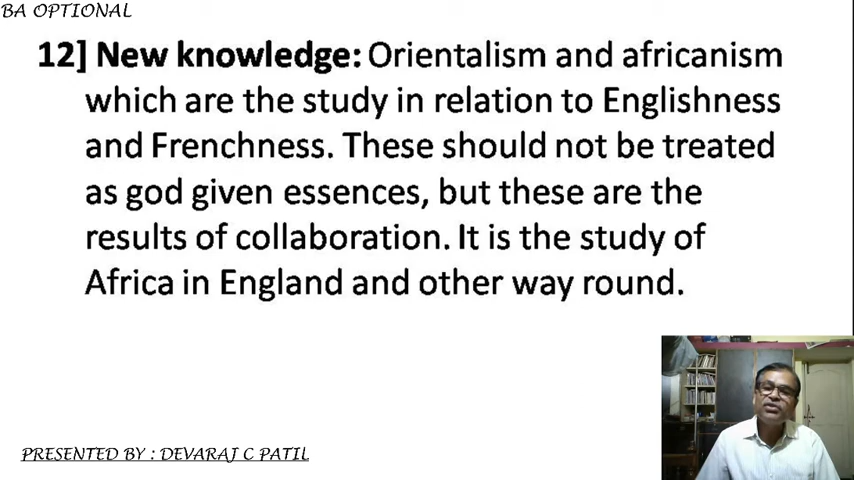 BA OPTIONAL
12] New knowledge: Orientalism and africanism
which are the study in relation to Englishness
and Frenchness. These should not be treated
as god given essences, but these are the
results of collaboration. It is the study of
Africa in England and other way round.
PRESENTED BY : DEVARAJ C PATIL